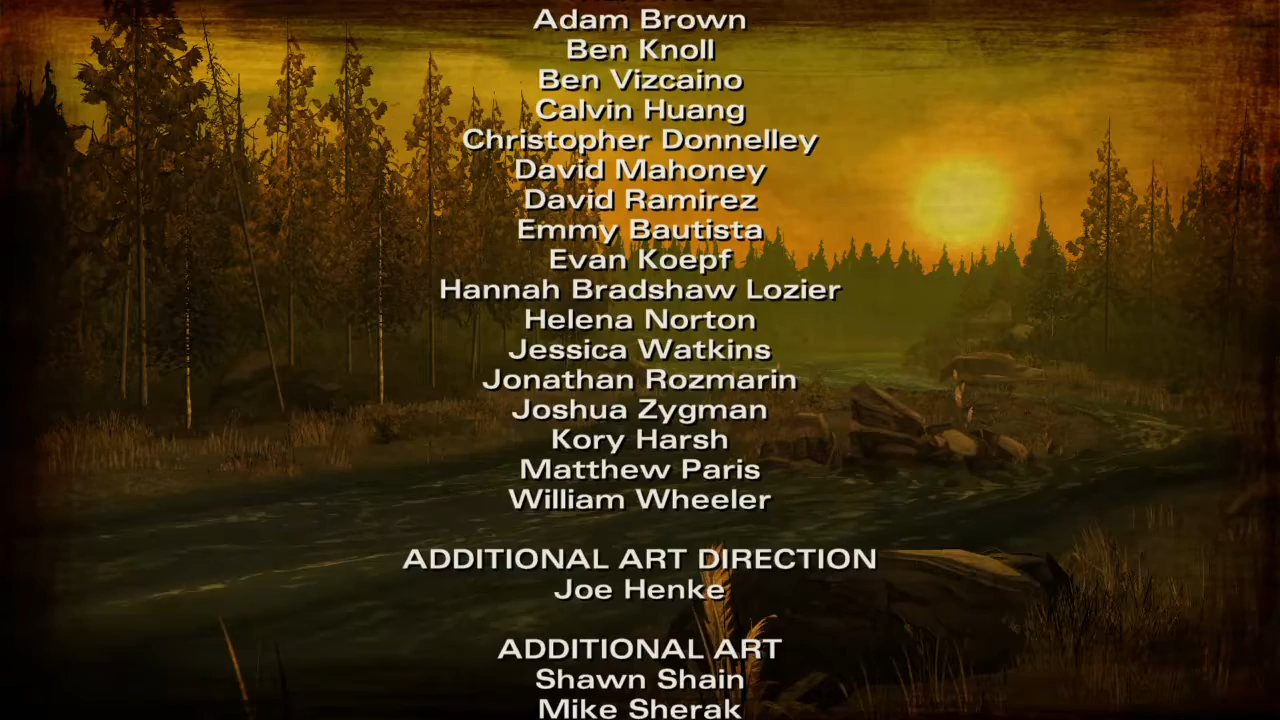 Adam Brown
Ben Knoll
Ben Vizcaino
Calvin Huang
Christopher Donnelley
David Mahoney
David Ramirez
Emmy Bautista
Evan Koepf
Hannah Bradshaw Lozier
Helena Norton
Jessica Watkins
Jonathan Rozmarin
Joshua Zygman
Kory Harsh
Matthew Paris
William Wheeler
ADDITIONAL ART DIRECTION
Joe Henke
ADDITIONAL ART
Shawn Shain
Mike Sherak